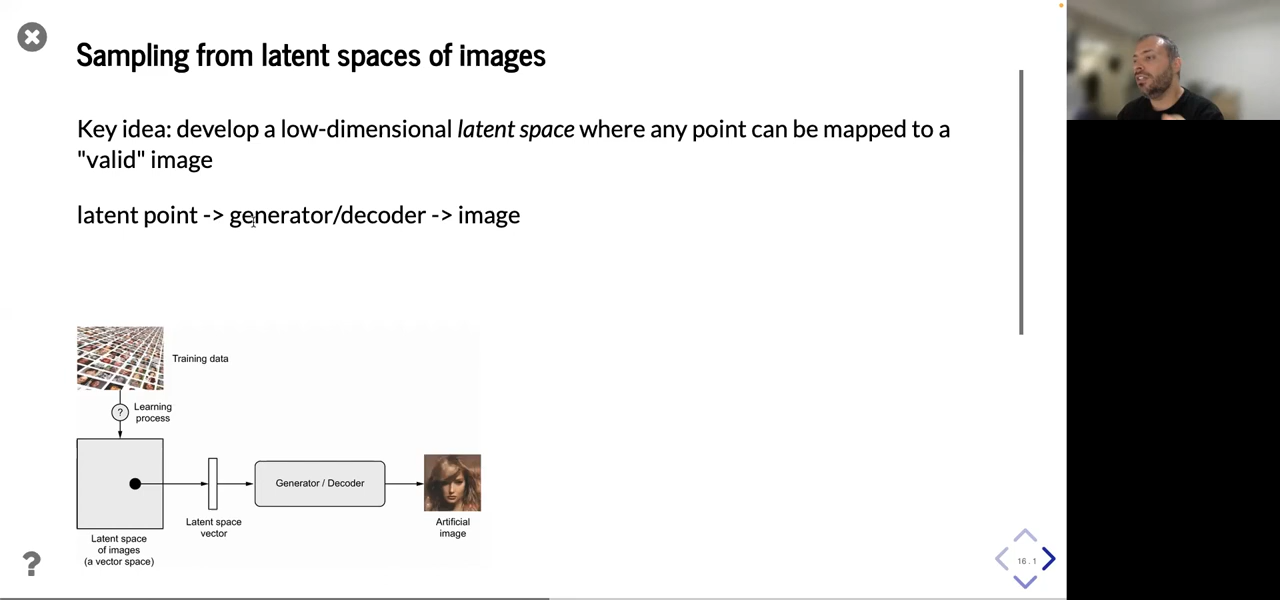 Sampling from latent spaces of images
Key idea: develop a low-dimensional latent space where any point can be mapped to a
"valid" image
latent point -> generator/decoder -> image
Training data
?
Learning
process
Generator / Decoder
Latent space
vector
Artificial
image
Latent space
of images
(a vector space)
?
16 . 1